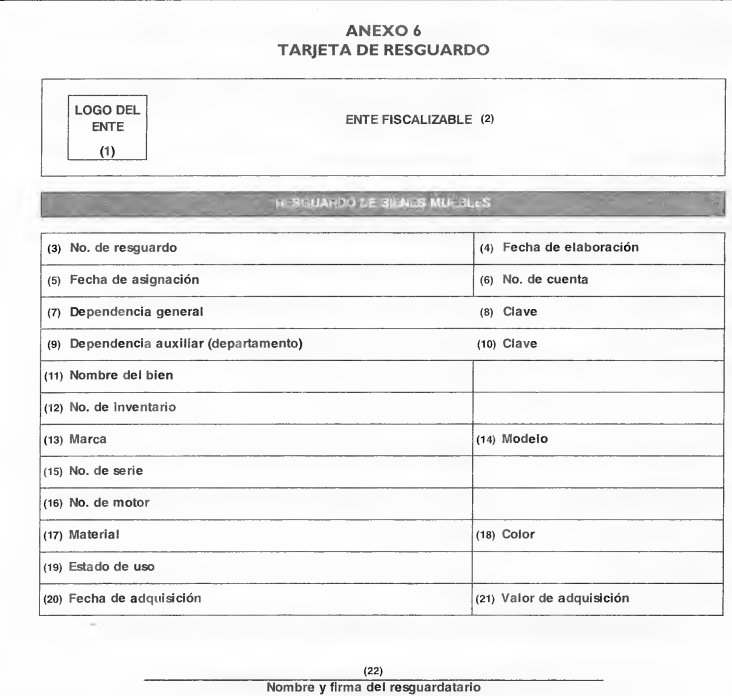 ANEXO 6
TARJETA DE RESGUARDO
LOGO DEL
ENTE
(1)
ENTE FISCALIZABLE (2)
RESGUARDO DE BIENES MUEBLES
(3) No. de resguardo
(4) Fecha de elaboración
(5) Fecha de asignación
(6) No. de cuenta
(7) Dependencia general
(8) Clave
(9) Dependencia auxiliar (departamento)
(10) Clave
(11) Nombre del bien
(12) No. de Inventario
(13) Marca
(14) Modelo
(15) No. de serie
(16) No. de motor
(17) Material
(18) Color
(19) Estado de uso
(20) Fecha de adquisición
(21) Valor de adquisición
(22)
Nombre y firma del resguardatario